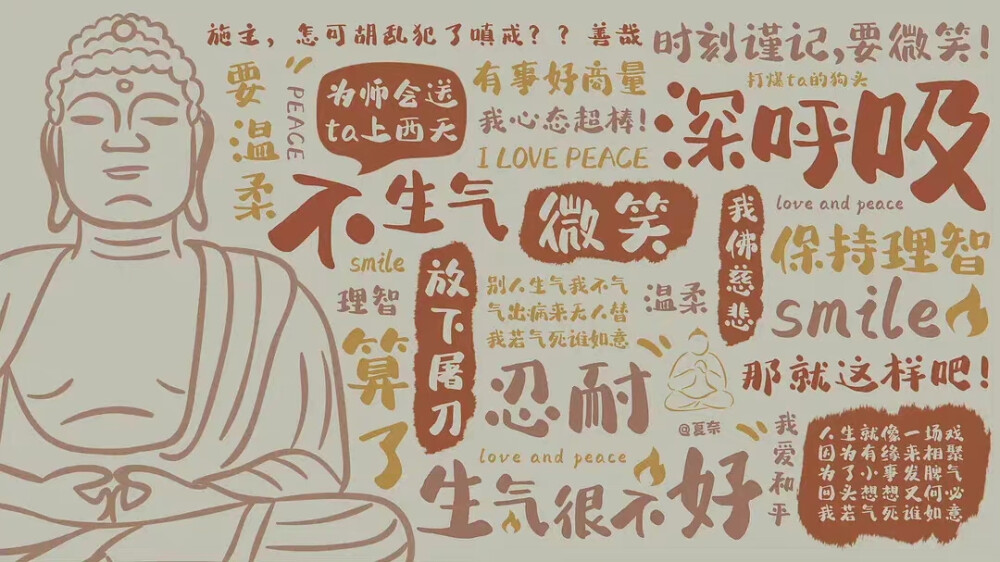 施主，怎可胡乱犯了嗔戒？？善哉
时刻谨记，要微笑！
要温柔
PEACE
为师会送
ta上西天
有事好商量
我心态超棒！
I LOVE PEACE
打爆ta的狗头
深呼吸
不生气
微笑
我佛慈悲
love and peace
保持理智
smile
smile
理智
算了
放下屠刀
别人生气我不气
气出病来无人替
我若气死谁如意
温柔
忍耐
@夏奈
那就这样吧！
love and peace
生气很不好
我爱和平
人生就像一场戏
因为有缘来相聚
为了小事发脾气
回头想想又何必
我若气死谁如意